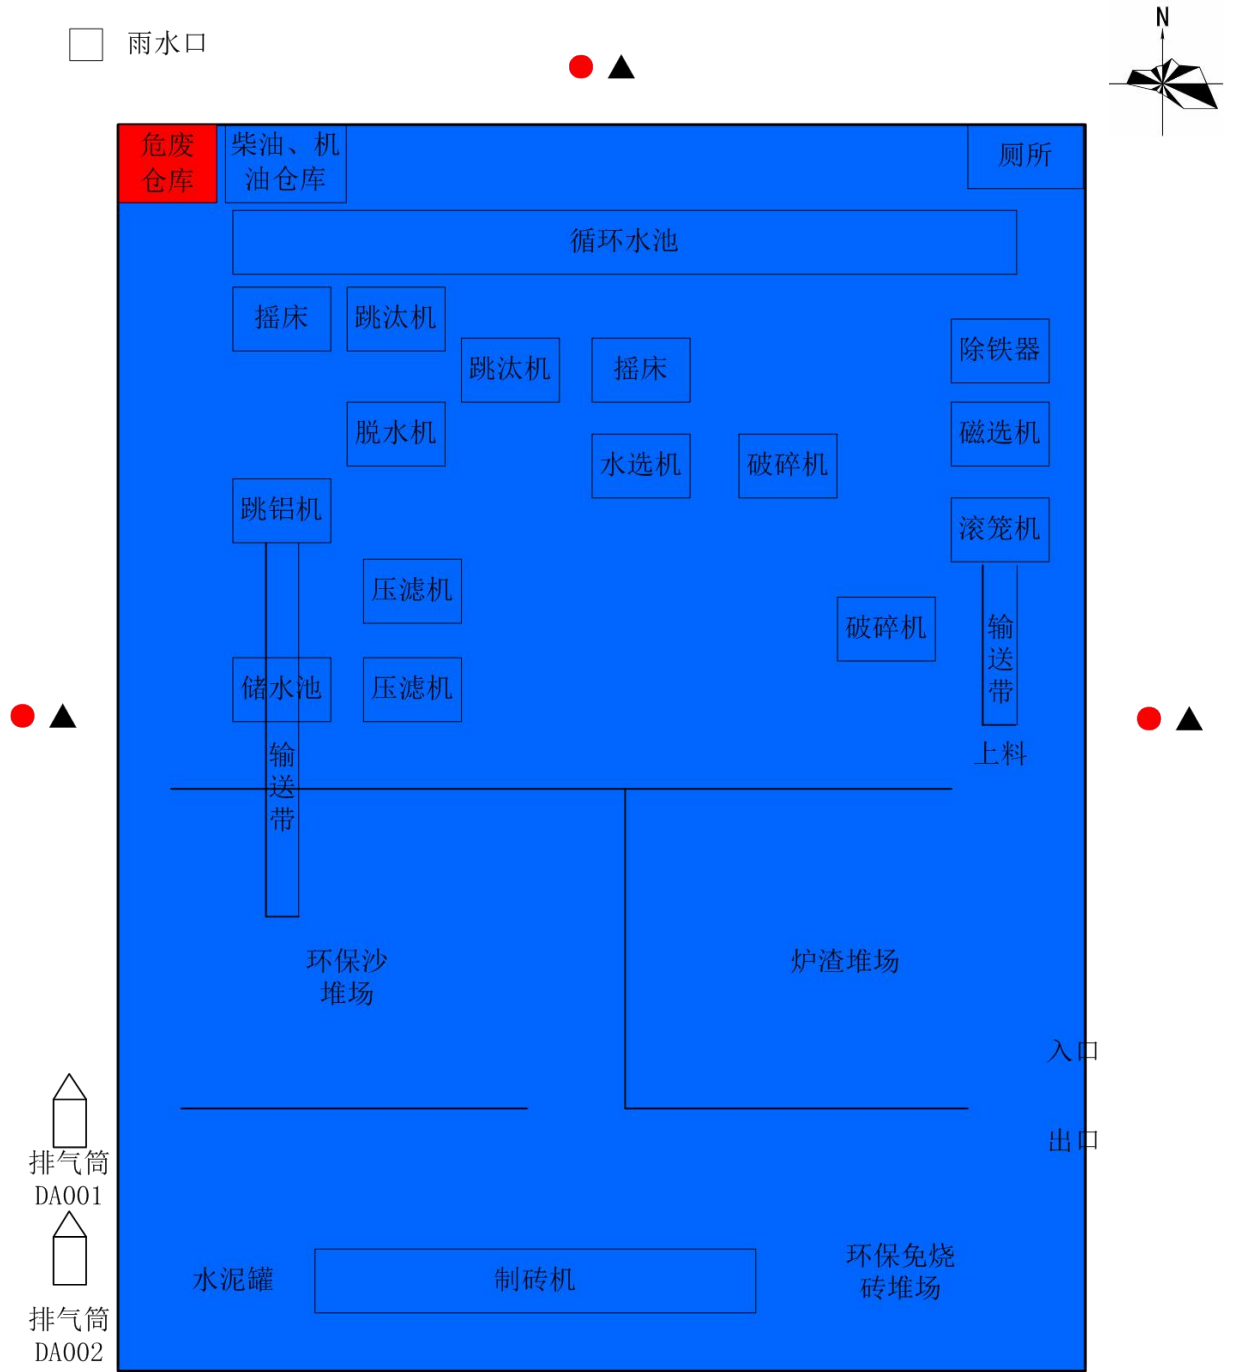 N
雨水口
危废
仓库
柴油、机
油仓库
厕所
循环水池
摇床
跳汰机
跳汰机
摇床
除铁器
脱水机
磁选机
水选机
破碎机
跳铝机
滚笼机
压滤机
破碎机
输
送
带
储水池
压滤机
上料
输
送
带
环保沙
堆场
炉渣堆场
入口
出口
排气筒
DA001
环保免烧
砖堆场
水泥罐
制砖机
排气筒
DA002